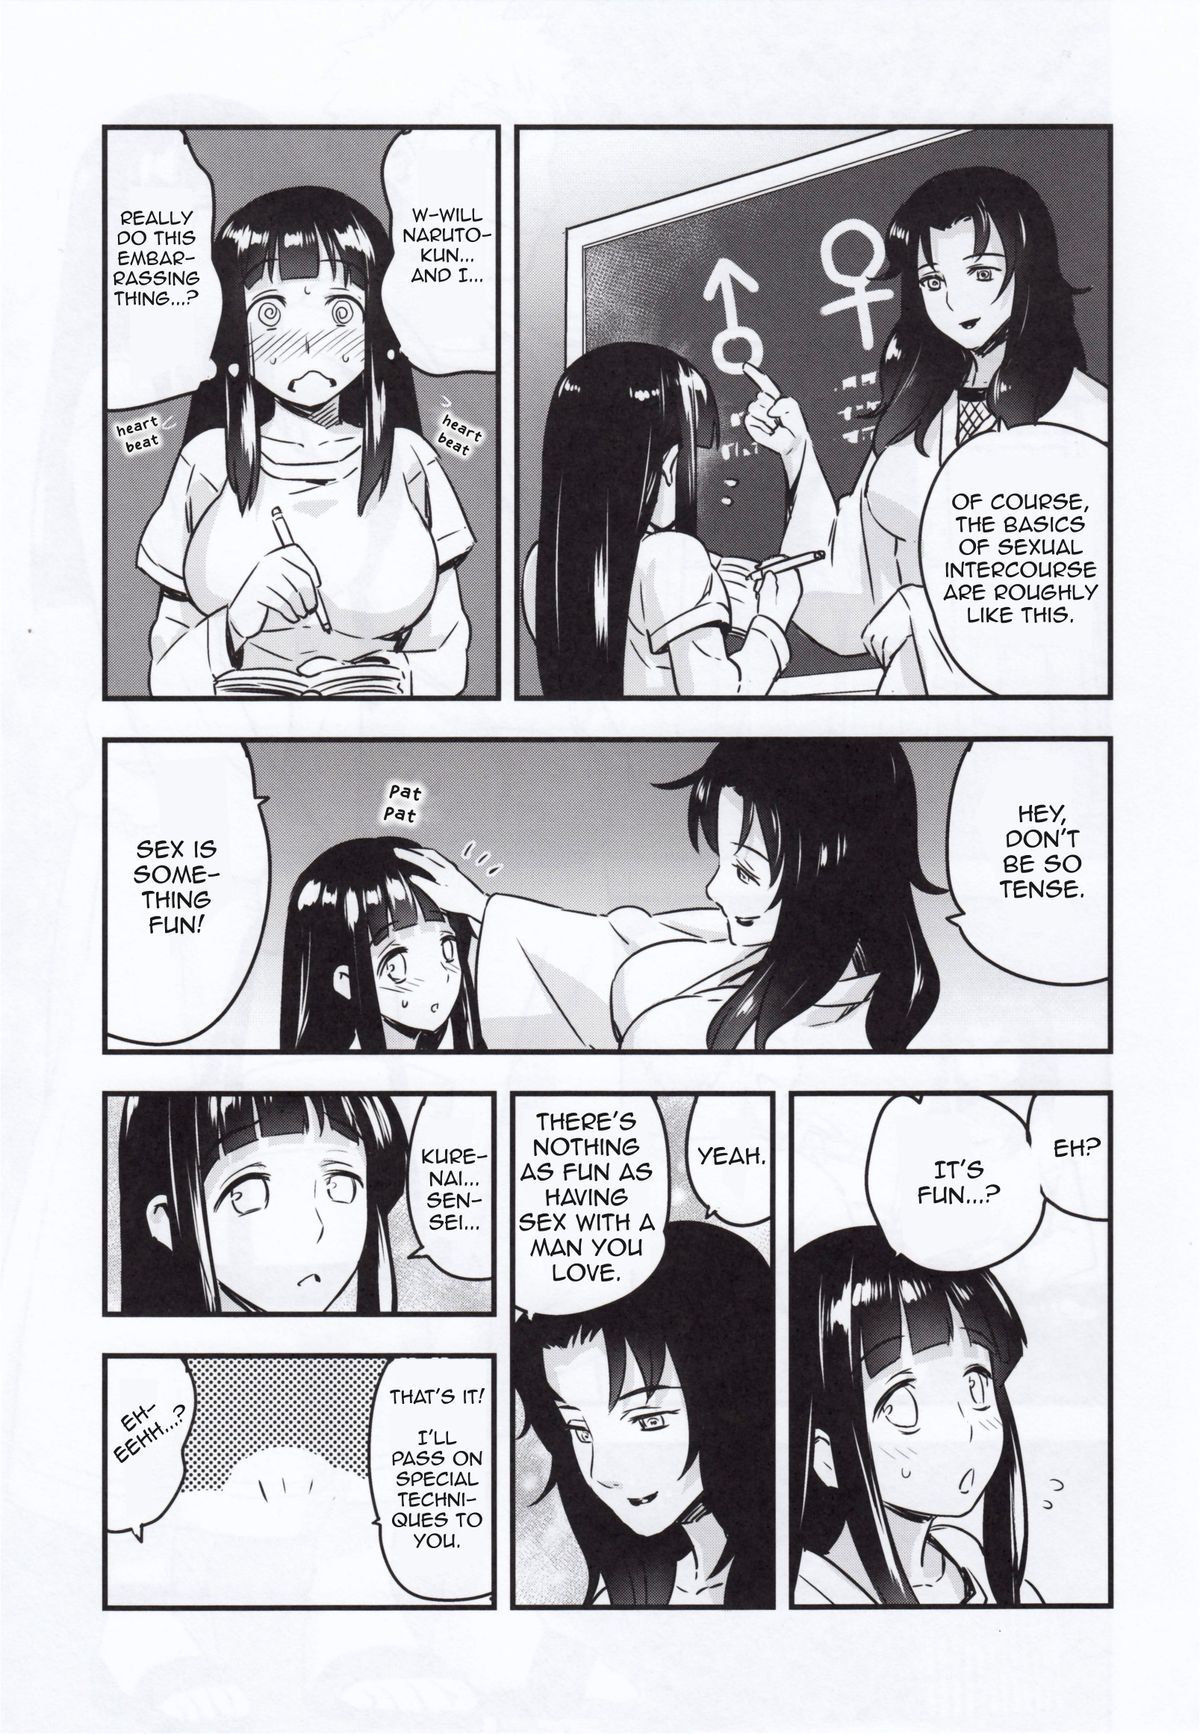 OF COURSE,
THE BASICS
OF SEXUAL
INTERCOURSE
ARE ROUGHLY
LIKE THIS.
W-WILL
NARUTO-
KUN...
AND I...
REALLY
DO THIS
EMBAR-
RASSING
THING...?
heart
beat
heart
beat
HEY,
DON'T
BE SO
TENSE.
Pat
Pat
SEX IS
SOME-
THING
FUN!
EH?
IT'S
FUN...?
YEAH.
THERE'S
NOTHING
AS FUN AS
HAVING
SEX WITH A
MAN YOU
LOVE.
KURE-
NAI...
SEN-
SEI...
THAT'S IT!
I'LL
PASS ON
SPECIAL
TECHNI-
QUES TO
YOU.
EH-
EEHH...?